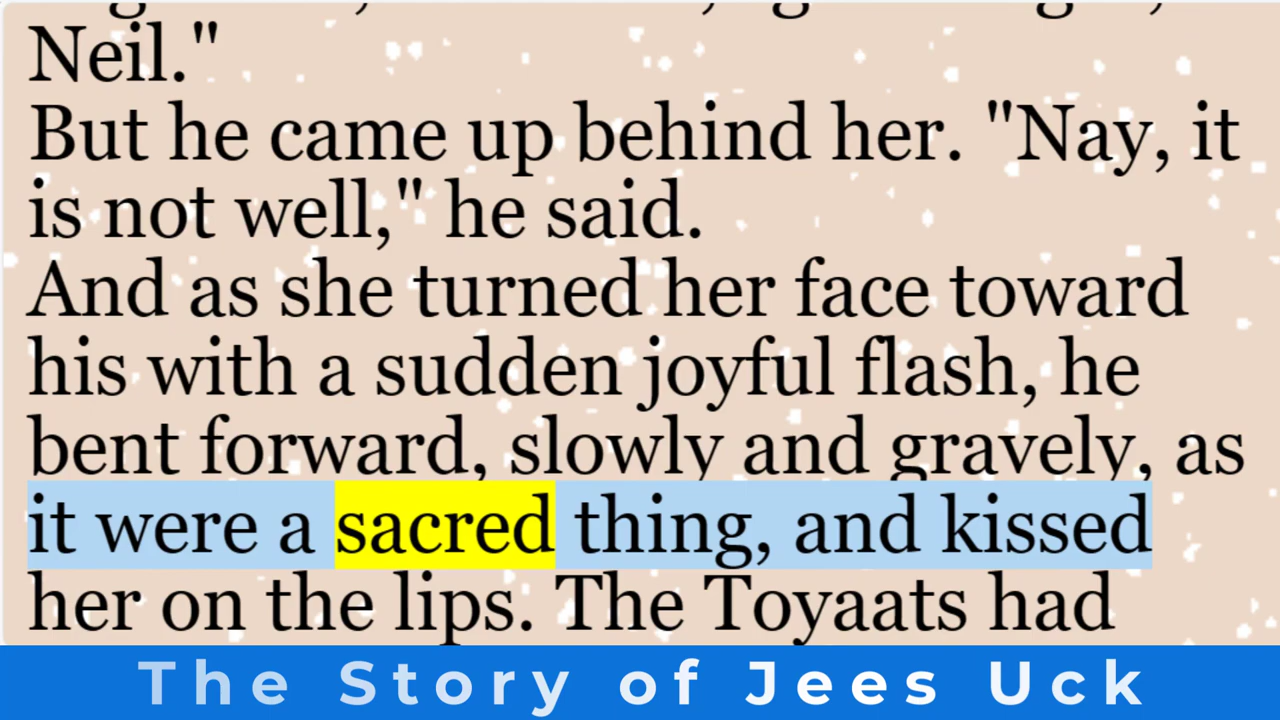 Neil."
But he came up behind her. "Nay, it
is not well," he said.
And as she turned her face toward
his with a sudden joyful flash, he
bent forward, slowly and gravely, as
it were a sacred thing, and kissed
her on the lips. The Toyaats had
The Story of Jees Uck